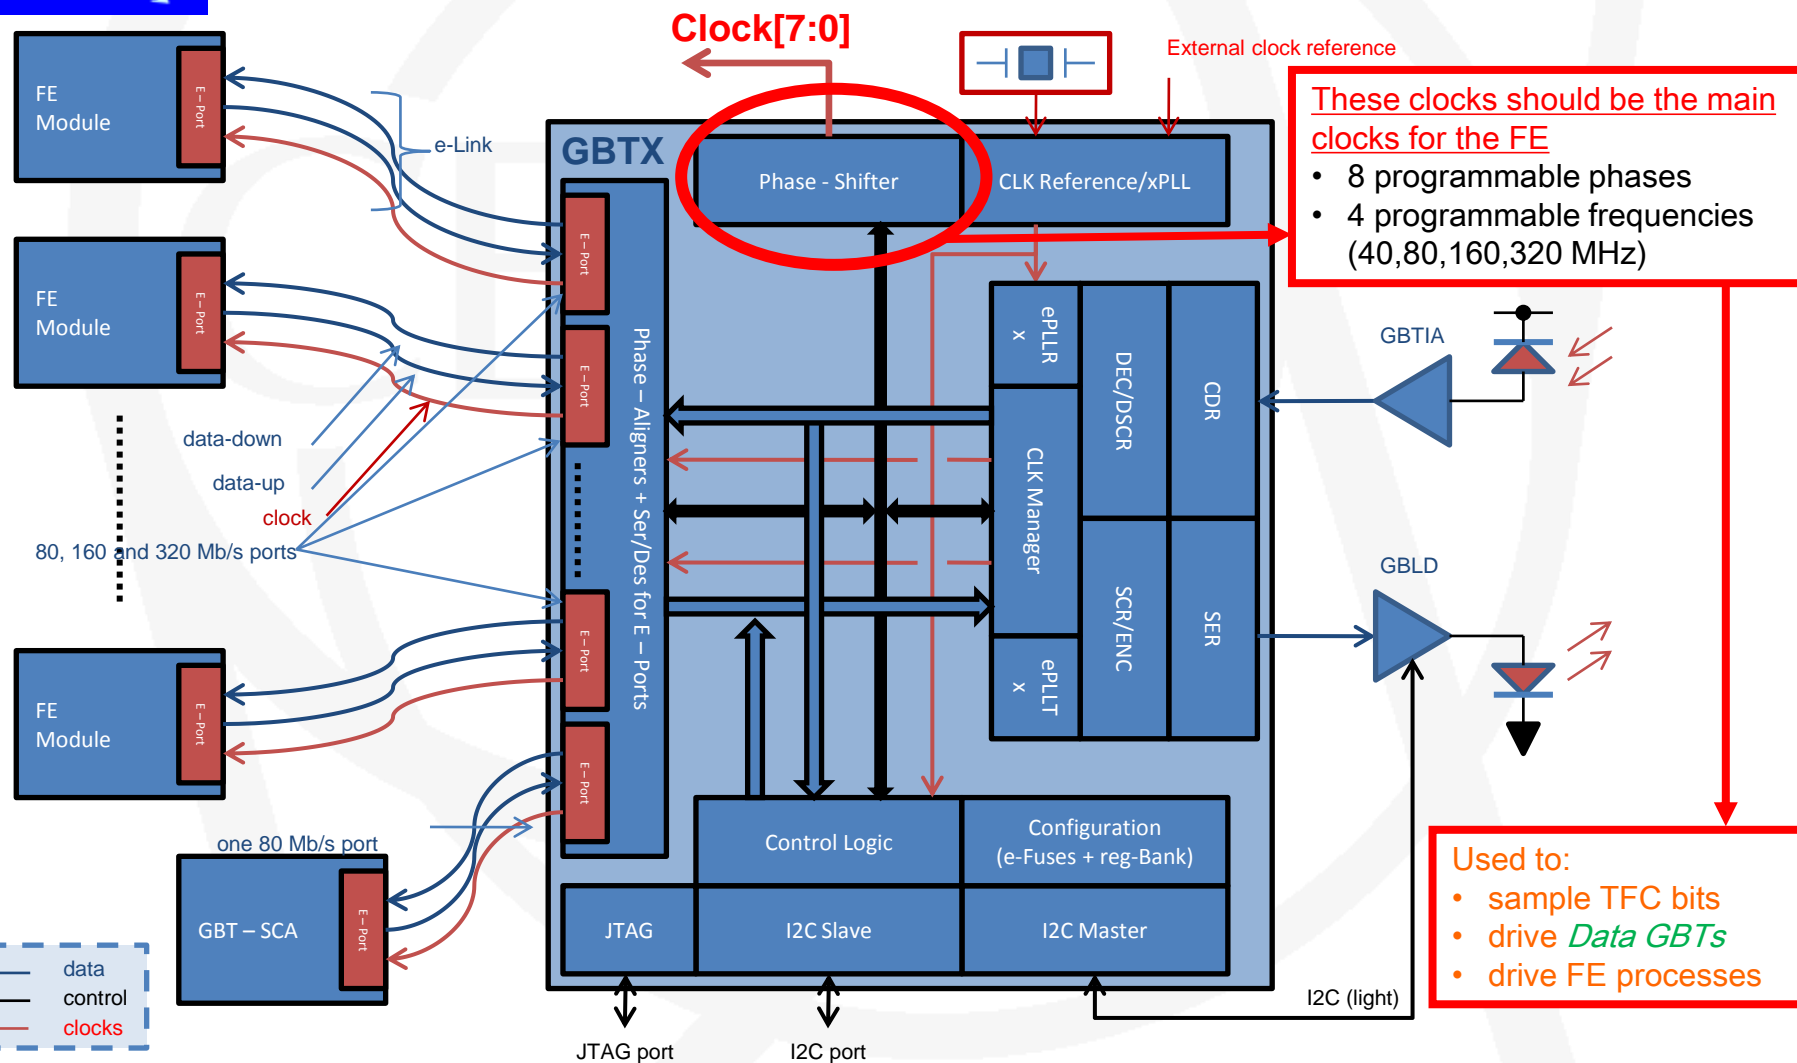 Clock[7:0]
External clock reference
These clocks should be the main
clocks for the FE
• 8 programmable phases
• 4 programmable frequencies
(40,80,160,320 MHz)
FE
Module
E – Port
e-Link
GBTX
Phase - Shifter
CLK Reference/xPLL
E – Port
FE
Module
E – Port
E – Port
Phase – Aligners + Ser/Des for E – Ports
ePLLRx
CLK Manager
ePLLTx
DEC/DSCR
SCR/ENC
CDR
SER
GBTIA
GBLD
data-down
data-up
clock
80, 160 and 320 Mb/s ports
FE
Module
E – Port
E – Port
E – Port
one 80 Mb/s port
GBT – SCA
E – Port
Control Logic
Configuration
(e-Fuses + reg-Bank)
JTAG
I2C Slave
I2C Master
Used to:
• sample TFC bits
• drive Data GBTs
• drive FE processes
data
control
clocks
I2C (light)
JTAG port
I2C port